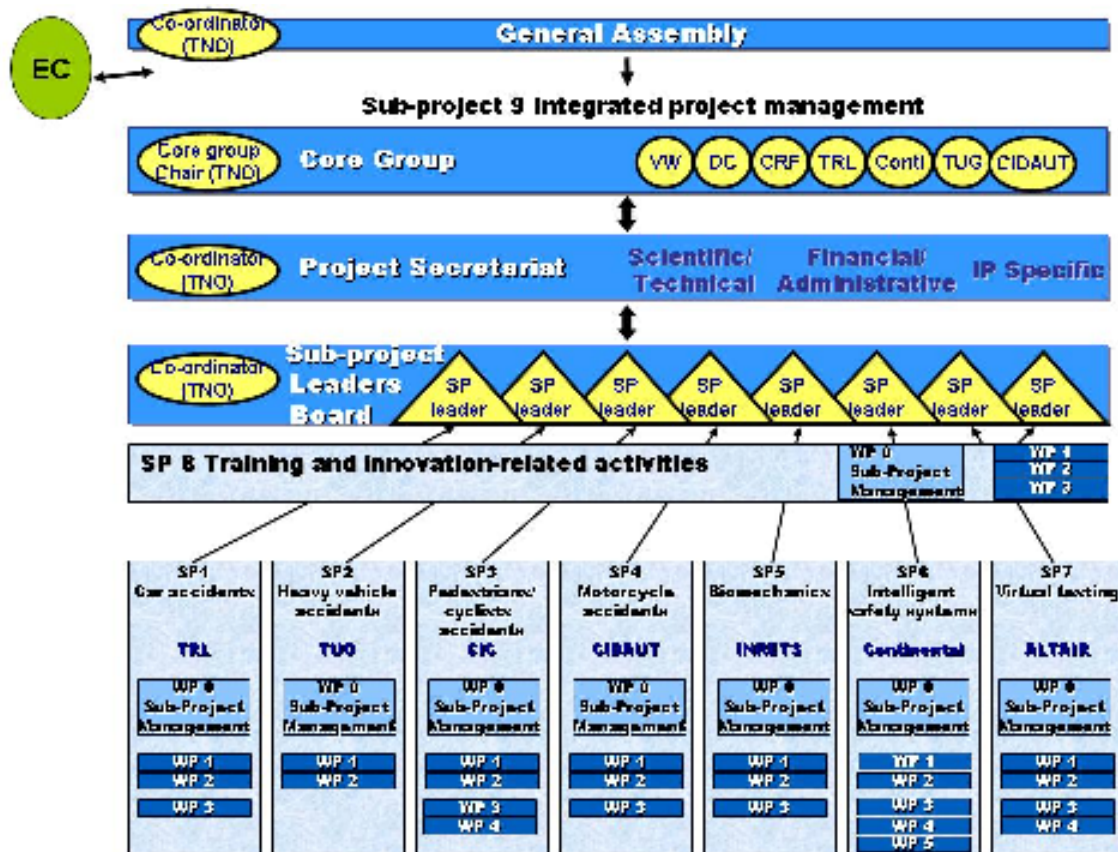 Co-ordinator
(TNO)
General Assembly
EC
Sub-project 9 Integrated project management
Core group
Chair (TNO)
Core Group
VW
DC
CRF
TRL
Conti
TUG
CIDAUT
Co-ordinator
(TNO)
Project Secretariat
Scientific/
Technical
Financial/
Administrative
IP Specific
Co-ordinator
(TNO)
Sub-project
Leaders
Board
SP
leader
SP
leader
SP
leader
SP
leader
SP
leader
SP
leader
SP
leader
SP
leader
SP 8 Training and innovation-related activities
WP 0
Sub-Project
Management
WP 1
WP 2
WP 3
SP1
Car accidents
TRL
WP 0
Sub-Project
Management
WP 1
WP 2
WP 3
SP2
Heavy vehicle
accidents
TUG
WP 0
Sub-Project
Management
WP 1
WP 2
SP3
Pedestrians/
cyclists
accidents
CIC
WP 0
Sub-Project
Management
WP 1
WP 2
WP 3
WP 4
SP4
Motorcycle
accidents
CIDAUT
WP 0
Sub-Project
Management
WP 1
WP 2
WP 3
SP5
Biomechanics
INRETS
WP 0
Sub-Project
Management
WP 1
WP 2
WP 3
SP6
Intelligent
safety systems
Continental
WP 0
Sub-Project
Management
WP 1
WP 2
WP 3
WP 4
WP 5
SP7
Virtual testing
ALTAIR
WP 0
Sub-Project
Management
WP 1
WP 2
WP 3
WP 4